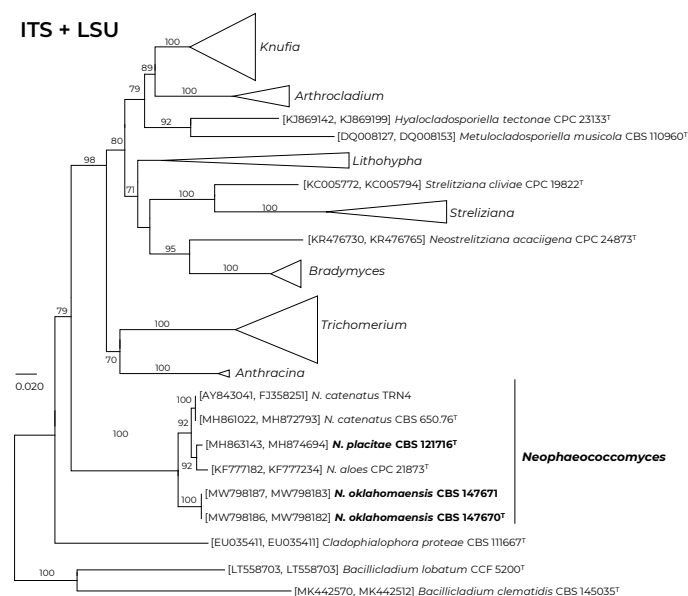 ITS + LSU
100
Knufia
89
79
100
Arthrocladium
[KJ869142, KJ869199] Hyalocladosporiella tectonae CPC 23133ᵀ
92
[DQ008127, DQ008153] Metulocladosporiella musicola CBS 110960ᵀ
80
98
Lithohypha
71
[KC005772, KC005794] Strelitziana cliviae CPC 19822ᵀ
100
100
Streliziana
[KR476730, KR476765] Neostrelitziana acaciigena CPC 24873ᵀ
95
100
Bradymyces
79
100
Trichomerium
70
100
Anthracina
0.020
[AY843041, FJ358251] N. catenatus TRN4
100
[MH861022, MH872793] N. catenatus CBS 650.76ᵀ
92
100
[MH863143, MH874694] N. placitae CBS 121716ᵀ
Neophaeococcomyces
92
[KF777182, KF777234] N. aloes CPC 21873ᵀ
[MW798187, MW798183] N. oklahomaensis CBS 147671
100
[MW798186, MW798182] N. oklahomaensis CBS 147670ᵀ
[EU035411, EU035411] Cladophialophora proteae CBS 111667ᵀ
[LT558703, LT558703] Bacillicladium lobatum CCF 5200ᵀ
100
[MK442570, MK442512] Bacillicladium clematidis CBS 145035ᵀ